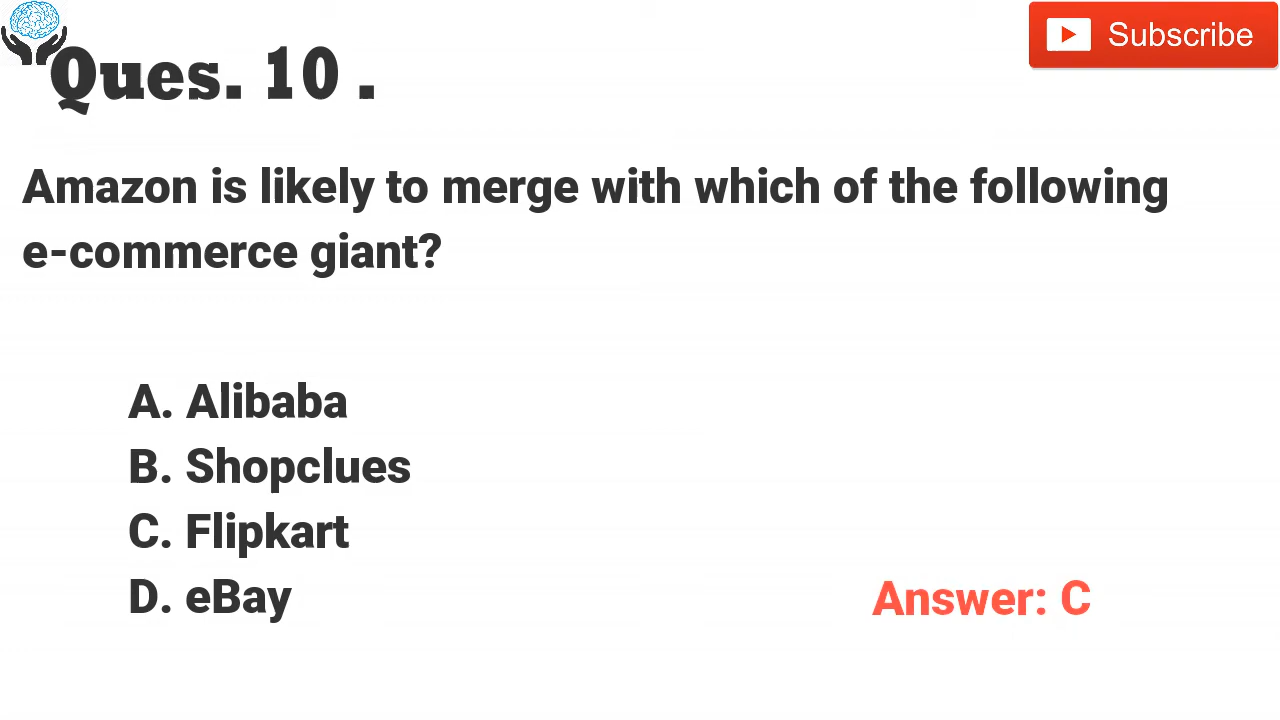 Subscribe
Ques. 10 .
Amazon is likely to merge with which of the following
e-commerce giant?
A. Alibaba
B. Shopclues
C. Flipkart
D. eBay
Answer: C